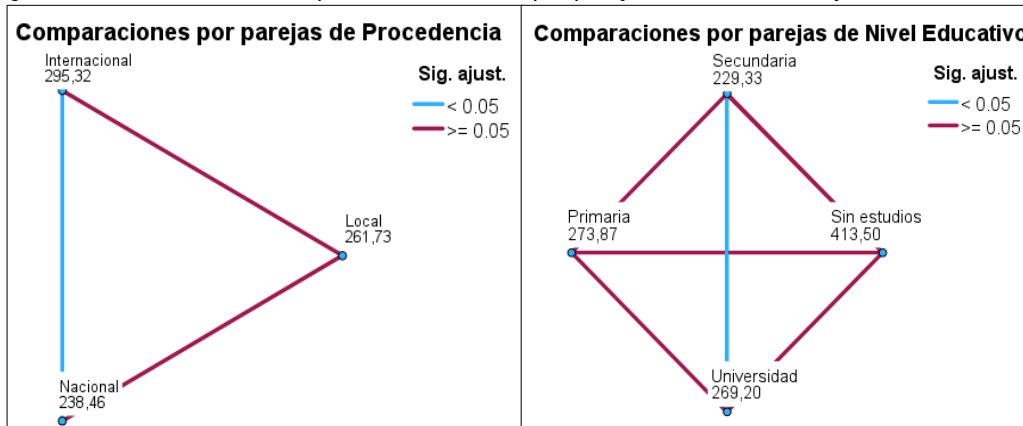 Comparaciones por parejas de Procedencia
Internacional
295,32
Sig. ajust.
< 0.05
>= 0.05
Local
261,73
Nacional
238,46
Comparaciones por parejas de Nivel Educativo
Secundaria
229,33
Sig. ajust.
< 0.05
>= 0.05
Primaria
273,87
Sin estudios
413,50
Universidad
269,20